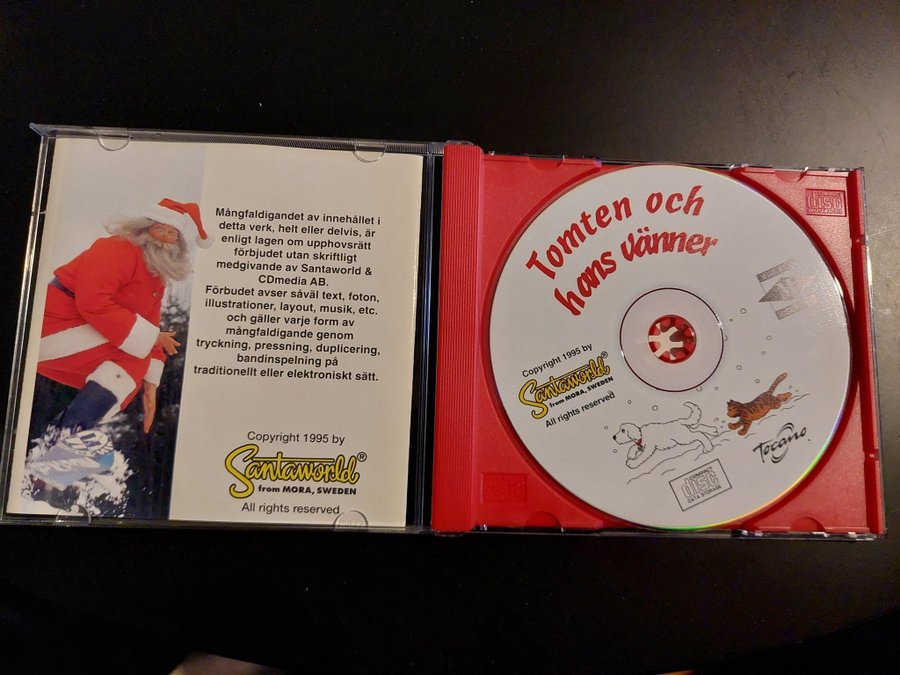 Mångfaldigandet av innehållet i
detta verk, helt eller delvis, är
enligt lagen om upphovsrätt
förbjudet utan skriftligt
medgivande av Santaworld &
CDmedia AB.
Förbudet avser såväl text, foton,
illustrationer, layout, musik, etc.
och gäller varje form av
mångfaldigande genom
tryckning, pressning, duplicering,
bandinspelning på
traditionellt eller elektroniskt sätt.
Copyright 1995 by
Santaworld®
from MORA, SWEDEN
All rights reserved
Tomten och
hans vänner
Copyright 1995 by
Santaworld®
from MORA, SWEDEN
All rights reserved
Tocano
COMPACT
disc
DATA STORAGE
disc